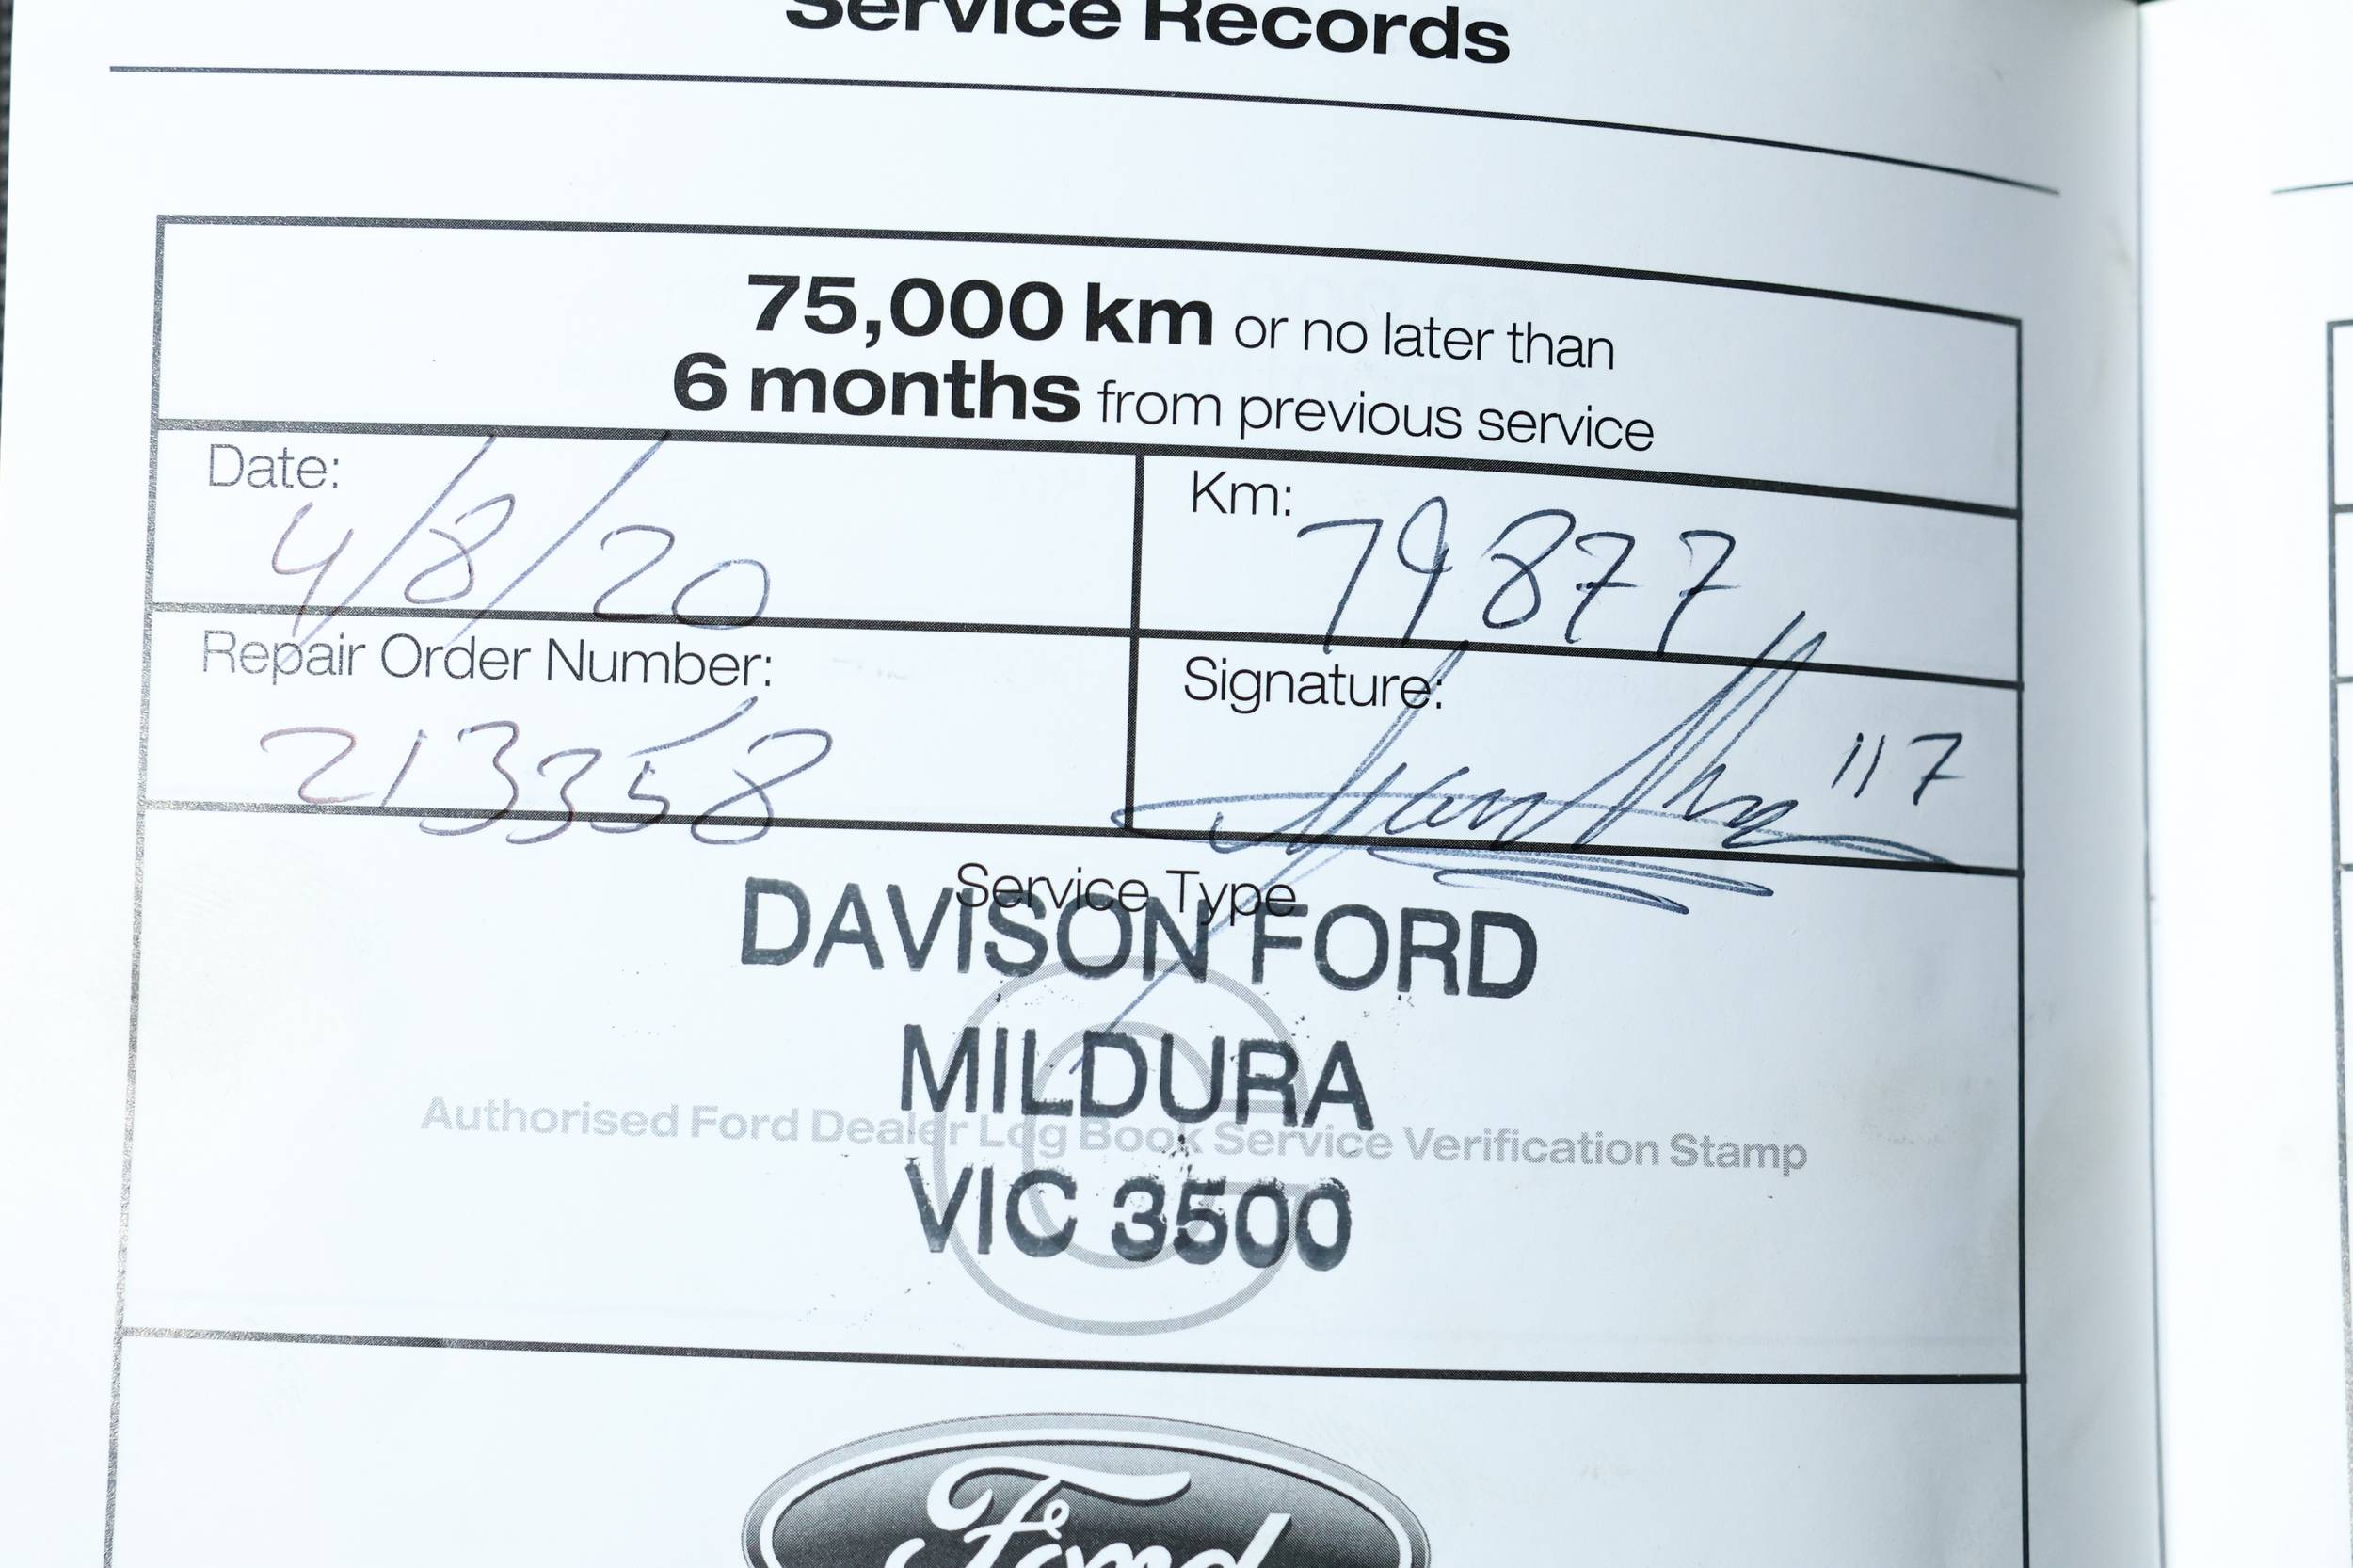 Service Records
75,000 km or no later than
6 months from previous service
Date:
4/8/20
Km:
79877
Repair Order Number:
213358
Signature:
117
Service Type
DAVISON FORD
MILDURA
Authorised Ford Dealer Log Book Service Verification Stamp
VIC 3500
Ford